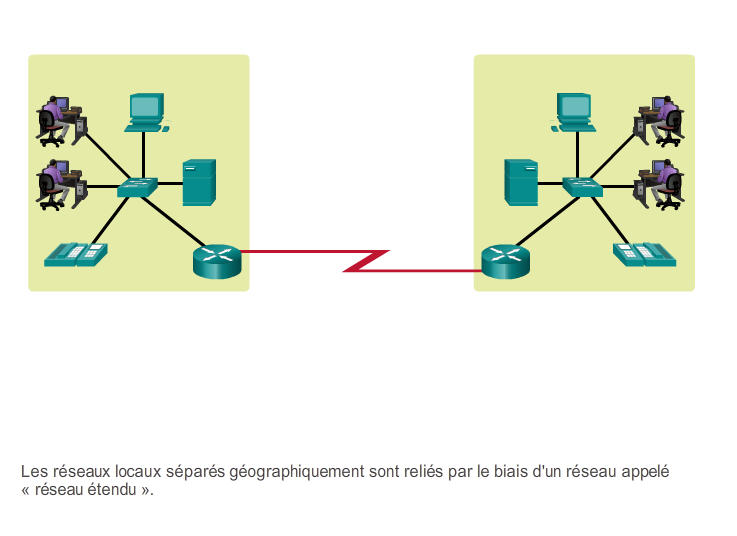 Les réseaux locaux séparés géographiquement sont reliés par le biais d'un réseau appelé
« réseau étendu ».